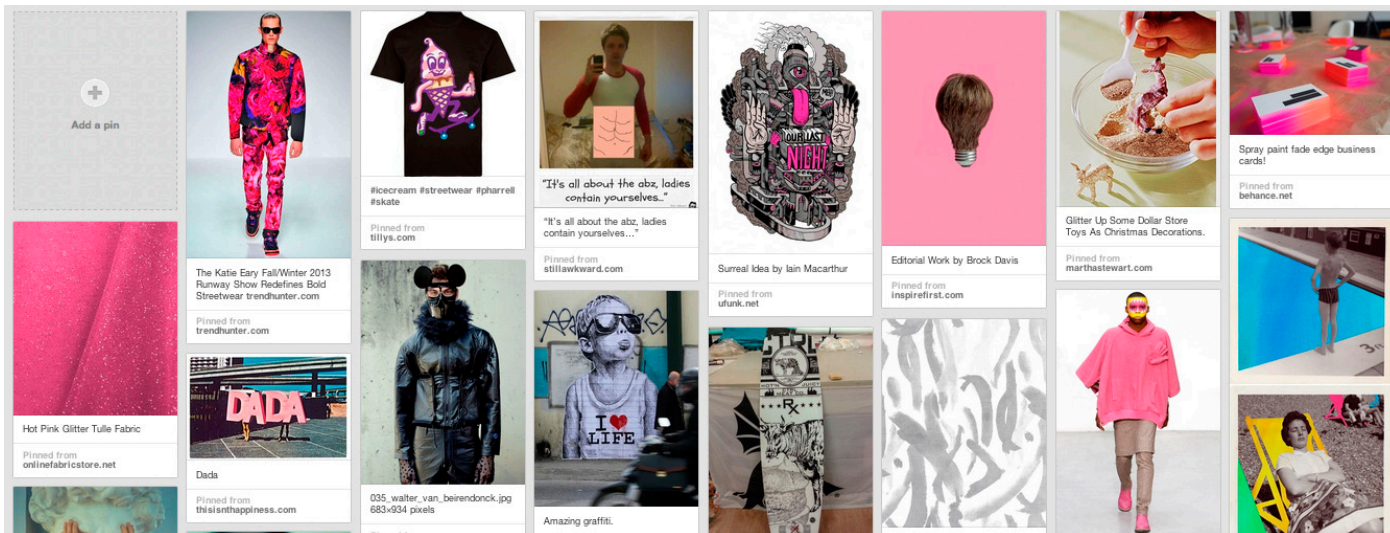 Add a pin
Hot Pink Glitter Tulle Fabric
Pinned from
onlinefabricstore.net
The Katie Eary Fall/Winter 2013
Runway Show Redefines Bold
Streetwear trendhunter.com
Pinned from
trendhunter.com
DADA
Dada
Pinned from
thisisnthappiness.com
#icecream #streetwear #pharrell
#skate
Pinned from
tillys.com
035_walter_van_beirendonck.jpg
683×934 pixels
"It's all about the abz, ladies
contain yourselves..."
"It's all about the abz, ladies
contain yourselves…"
Pinned from
stillawkward.com
I ❤
LIFE
Amazing graffiti.
OUR LAST
NIGHT
Surreal Idea by Iain Macarthur
Pinned from
ufunk.net
RX
Editorial Work by Brock Davis
Pinned from
inspirefirst.com
Glitter Up Some Dollar Store
Toys As Christmas Decorations.
Pinned from
marthastewart.com
Spray paint fade edge business
cards!
Pinned from
behance.net